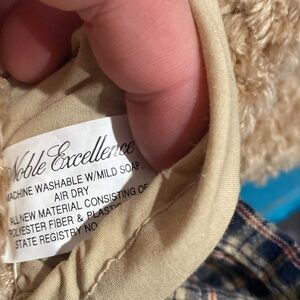 Noble Excellence
MACHINE WASHABLE W/MILD SOAP.
AIR DRY
ALL NEW MATERIAL CONSISTING OF
POLYESTER FIBER & PLASTIC
STATE REGISTRY NO